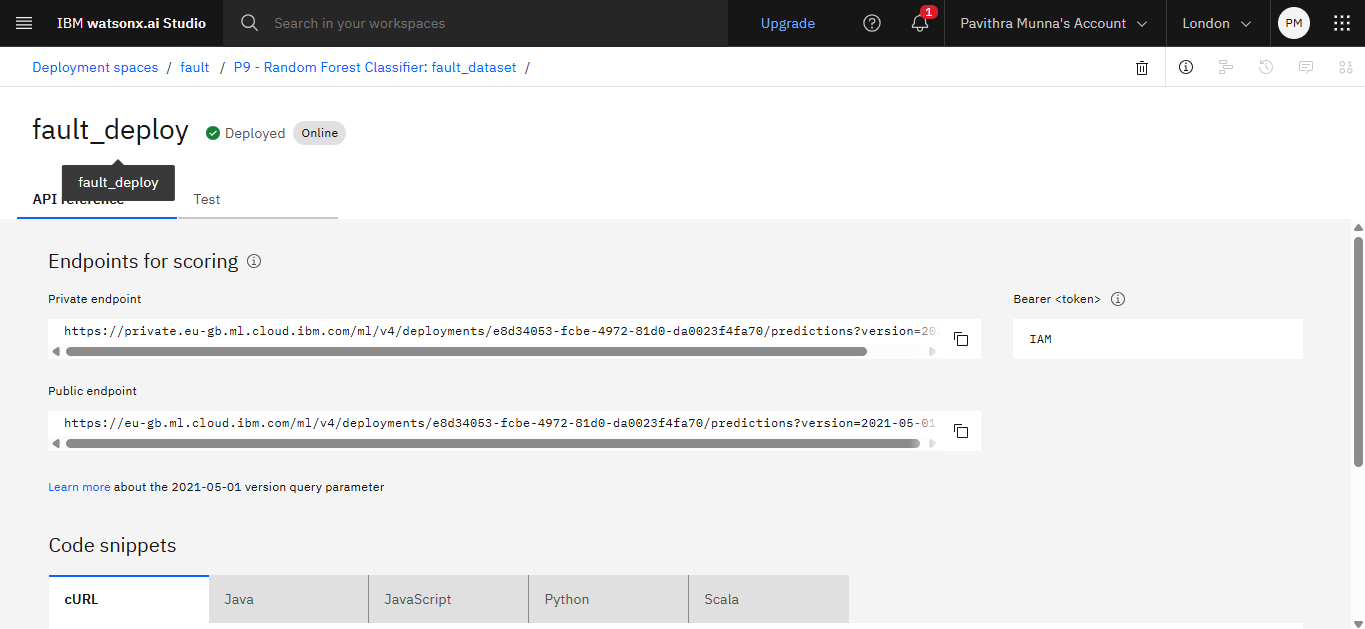 IBM watsonx.ai Studio
Search in your workspaces
Upgrade
1
Pavithra Munna's Account
London
PM
Deployment spaces / fault / P9 - Random Forest Classifier: fault_dataset /
fault_deploy
Deployed
Online
fault_deploy
API reference
Test
Endpoints for scoring
Private endpoint
Bearer <token>
https://private.eu-gb.ml.cloud.ibm.com/ml/v4/deployments/e8d34053-fcbe-4972-81d0-da0023f4fa70/predictions?version=202
IAM
Public endpoint
https://eu-gb.ml.cloud.ibm.com/ml/v4/deployments/e8d34053-fcbe-4972-81d0-da0023f4fa70/predictions?version=2021-05-01
Learn more about the 2021-05-01 version query parameter
Code snippets
cURL
Java
JavaScript
Python
Scala